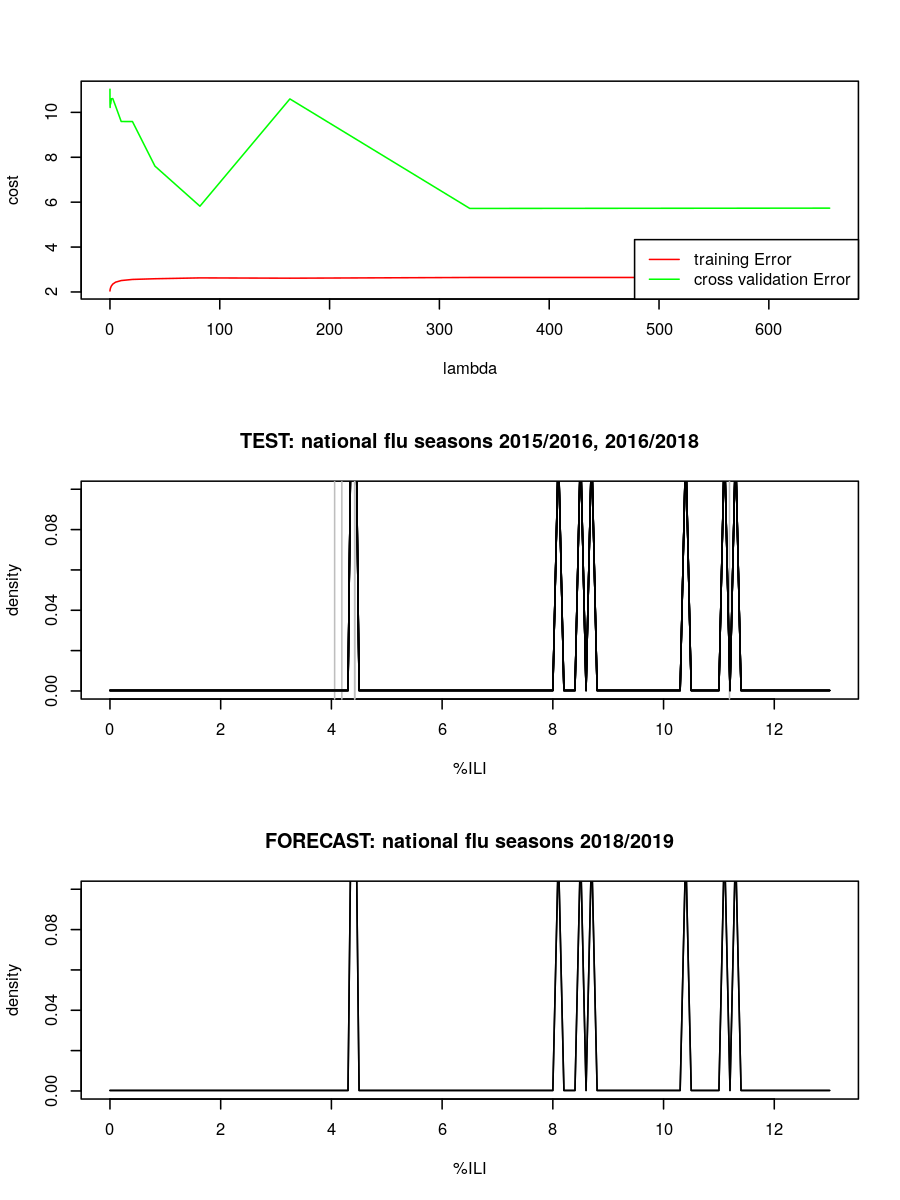 cost
10
8
6
4
2
training Error
cross validation Error
0 100 200 300 400 500 600
lambda
TEST: national flu seasons 2015/2016, 2016/2018
density
0.08
0.04
0.00
0 2 4 6 8 10 12
%ILI
FORECAST: national flu seasons 2018/2019
density
0.08
0.04
0.00
0 2 4 6 8 10 12
%ILI